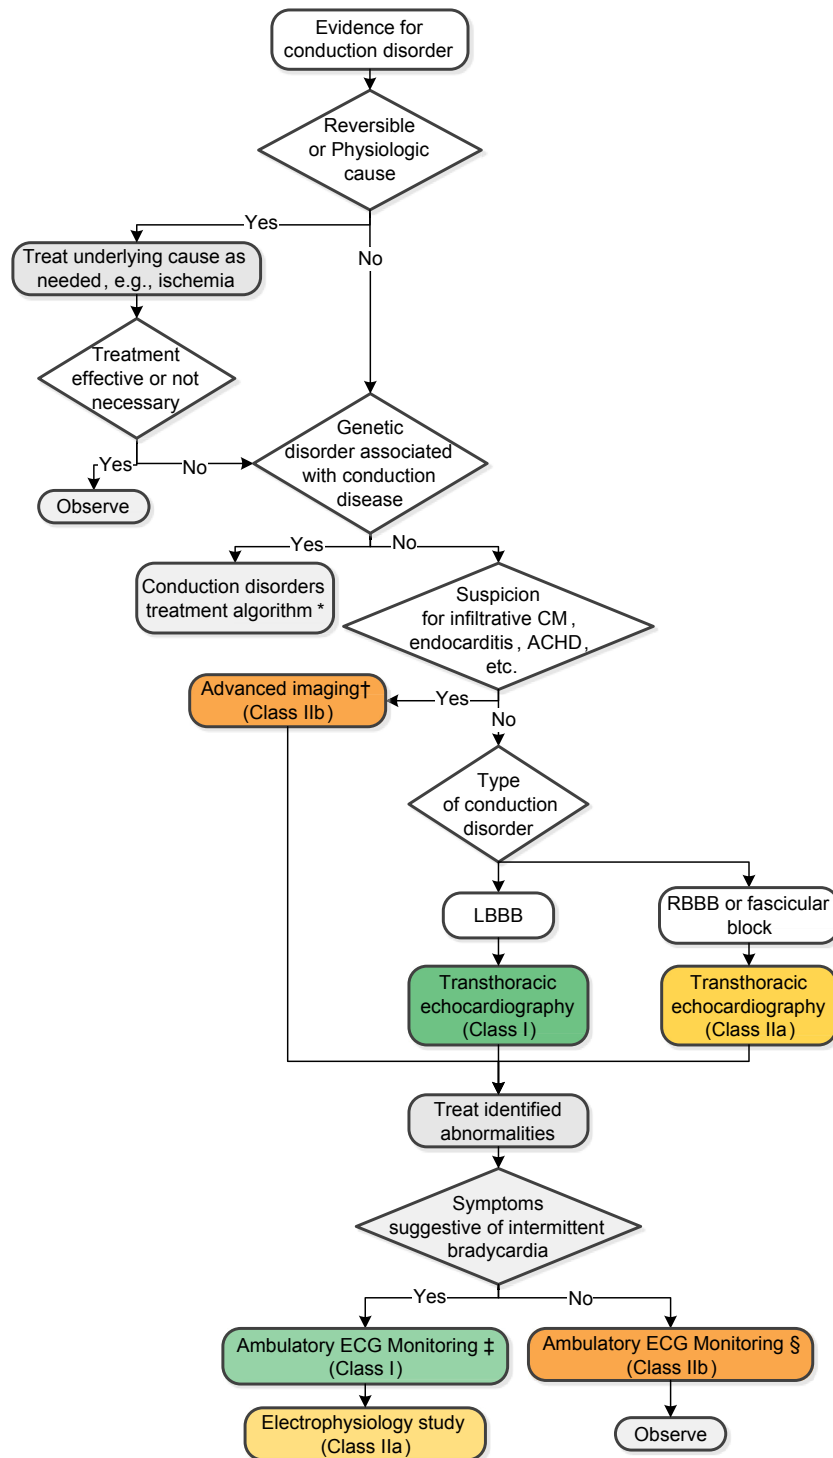 Evidence for
conduction disorder
Reversible
or Physiologic
cause
Yes
No
Treat underlying cause as
needed, e.g., ischemia
Treatment
effective or not
necessary
Yes
No
Observe
Genetic
disorder associated
with conduction
disease
Yes
No
Conduction disorders
treatment algorithm *
Suspicion
for infiltrative CM,
endocarditis, ACHD,
etc.
Yes
No
Advanced imaging†
(Class IIb)
Type
of conduction
disorder
LBBB
RBBB or fascicular
block
Transthoracic
echocardiography
(Class I)
Transthoracic
echocardiography
(Class IIa)
Treat identified
abnormalities
Symptoms
suggestive of intermittent
bradycardia
Yes
No
Ambulatory ECG Monitoring ‡
(Class I)
Ambulatory ECG Monitoring §
(Class IIb)
Electrophysiology study
(Class IIa)
Observe